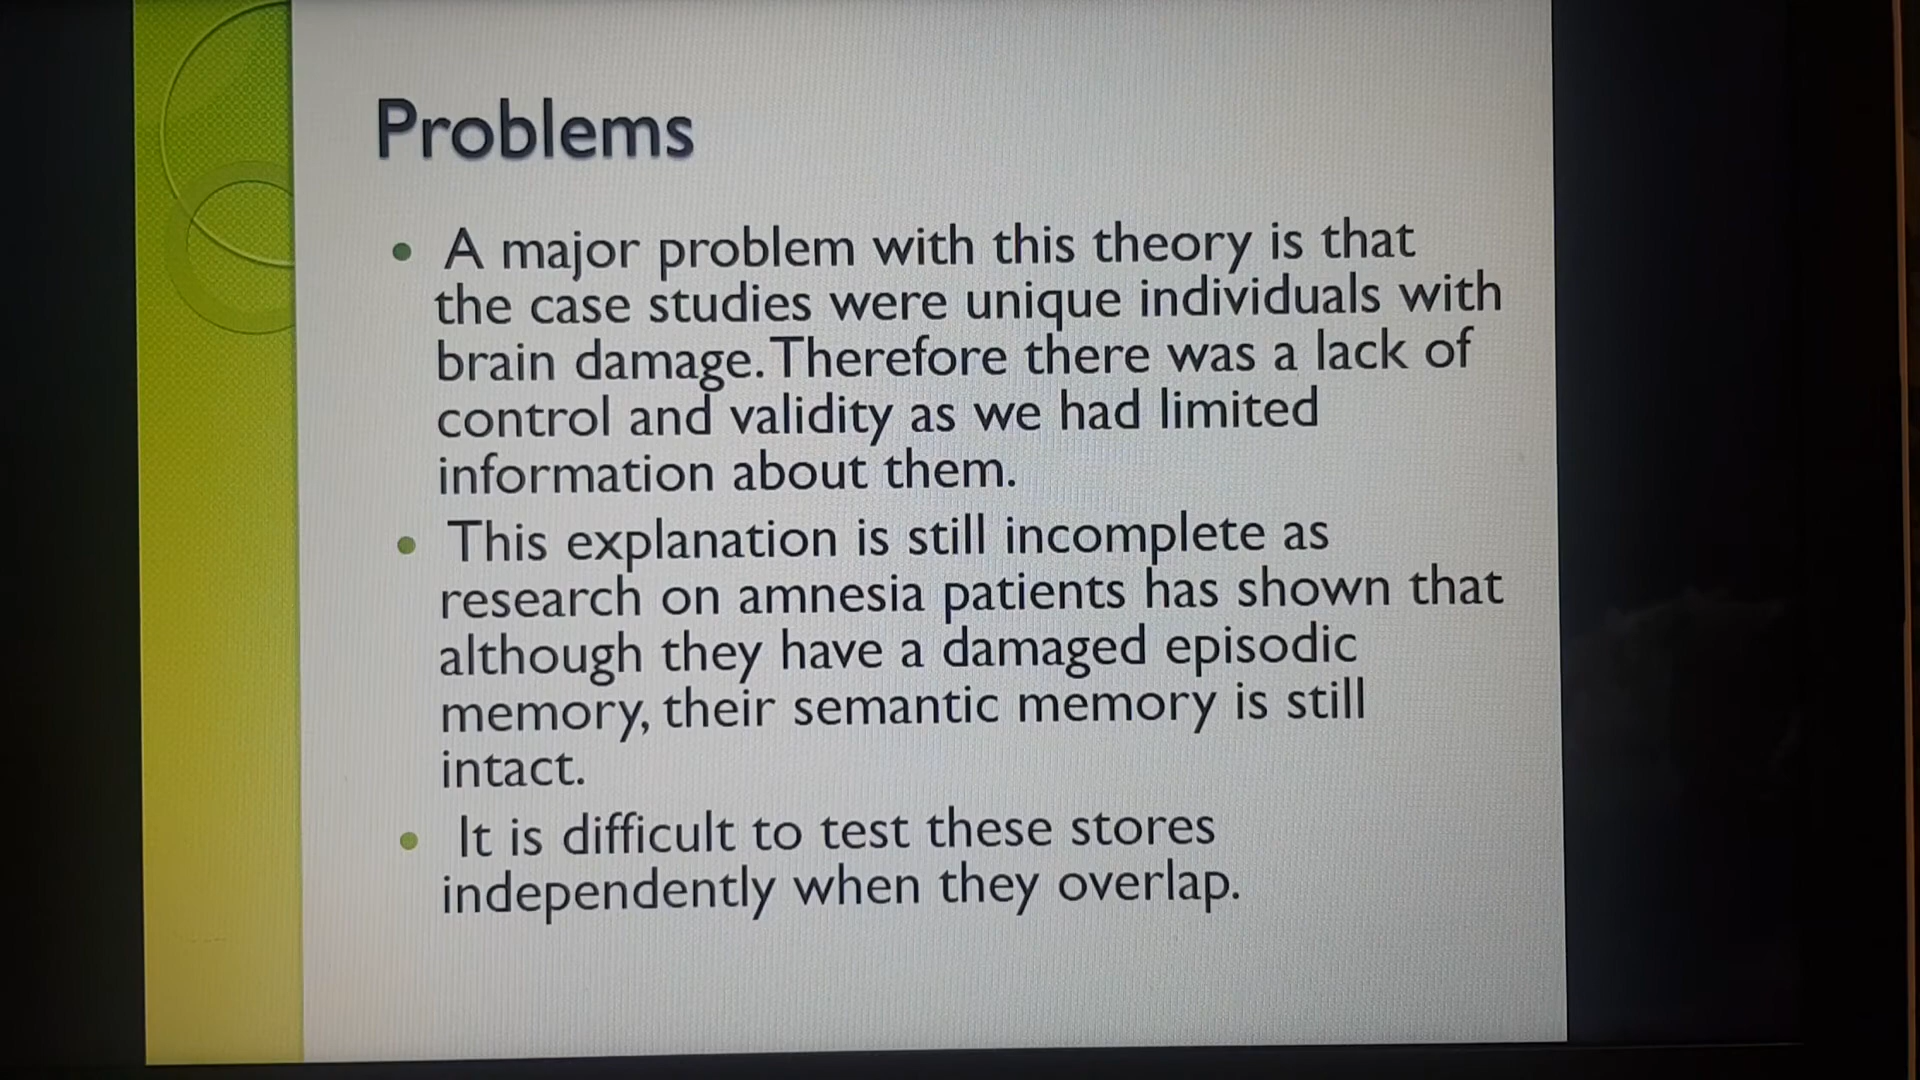 Problems
• A major problem with this theory is that
the case studies were unique individuals with
brain damage. Therefore there was a lack of
control and validity as we had limited
information about them.
• This explanation is still incomplete as
research on amnesia patients has shown that
although they have a damaged episodic
memory, their semantic memory is still
intact.
• It is difficult to test these stores
independently when they overlap.